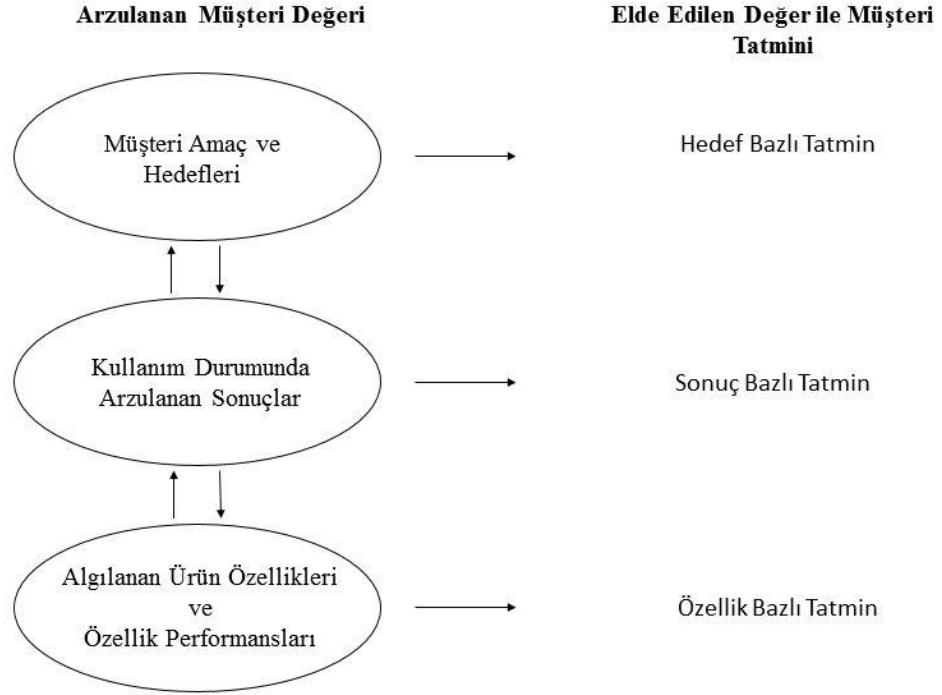 Arzulanan Müşteri Değeri
Elde Edilen Değer ile Müşteri
Tatmini
Müşteri Amaç ve
Hedefleri
Hedef Bazlı Tatmin
Kullanım Durumunda
Arzulanan Sonuçlar
Sonuç Bazlı Tatmin
Algılanan Ürün Özellikleri
ve
Özellik Performansları
Özellik Bazlı Tatmin